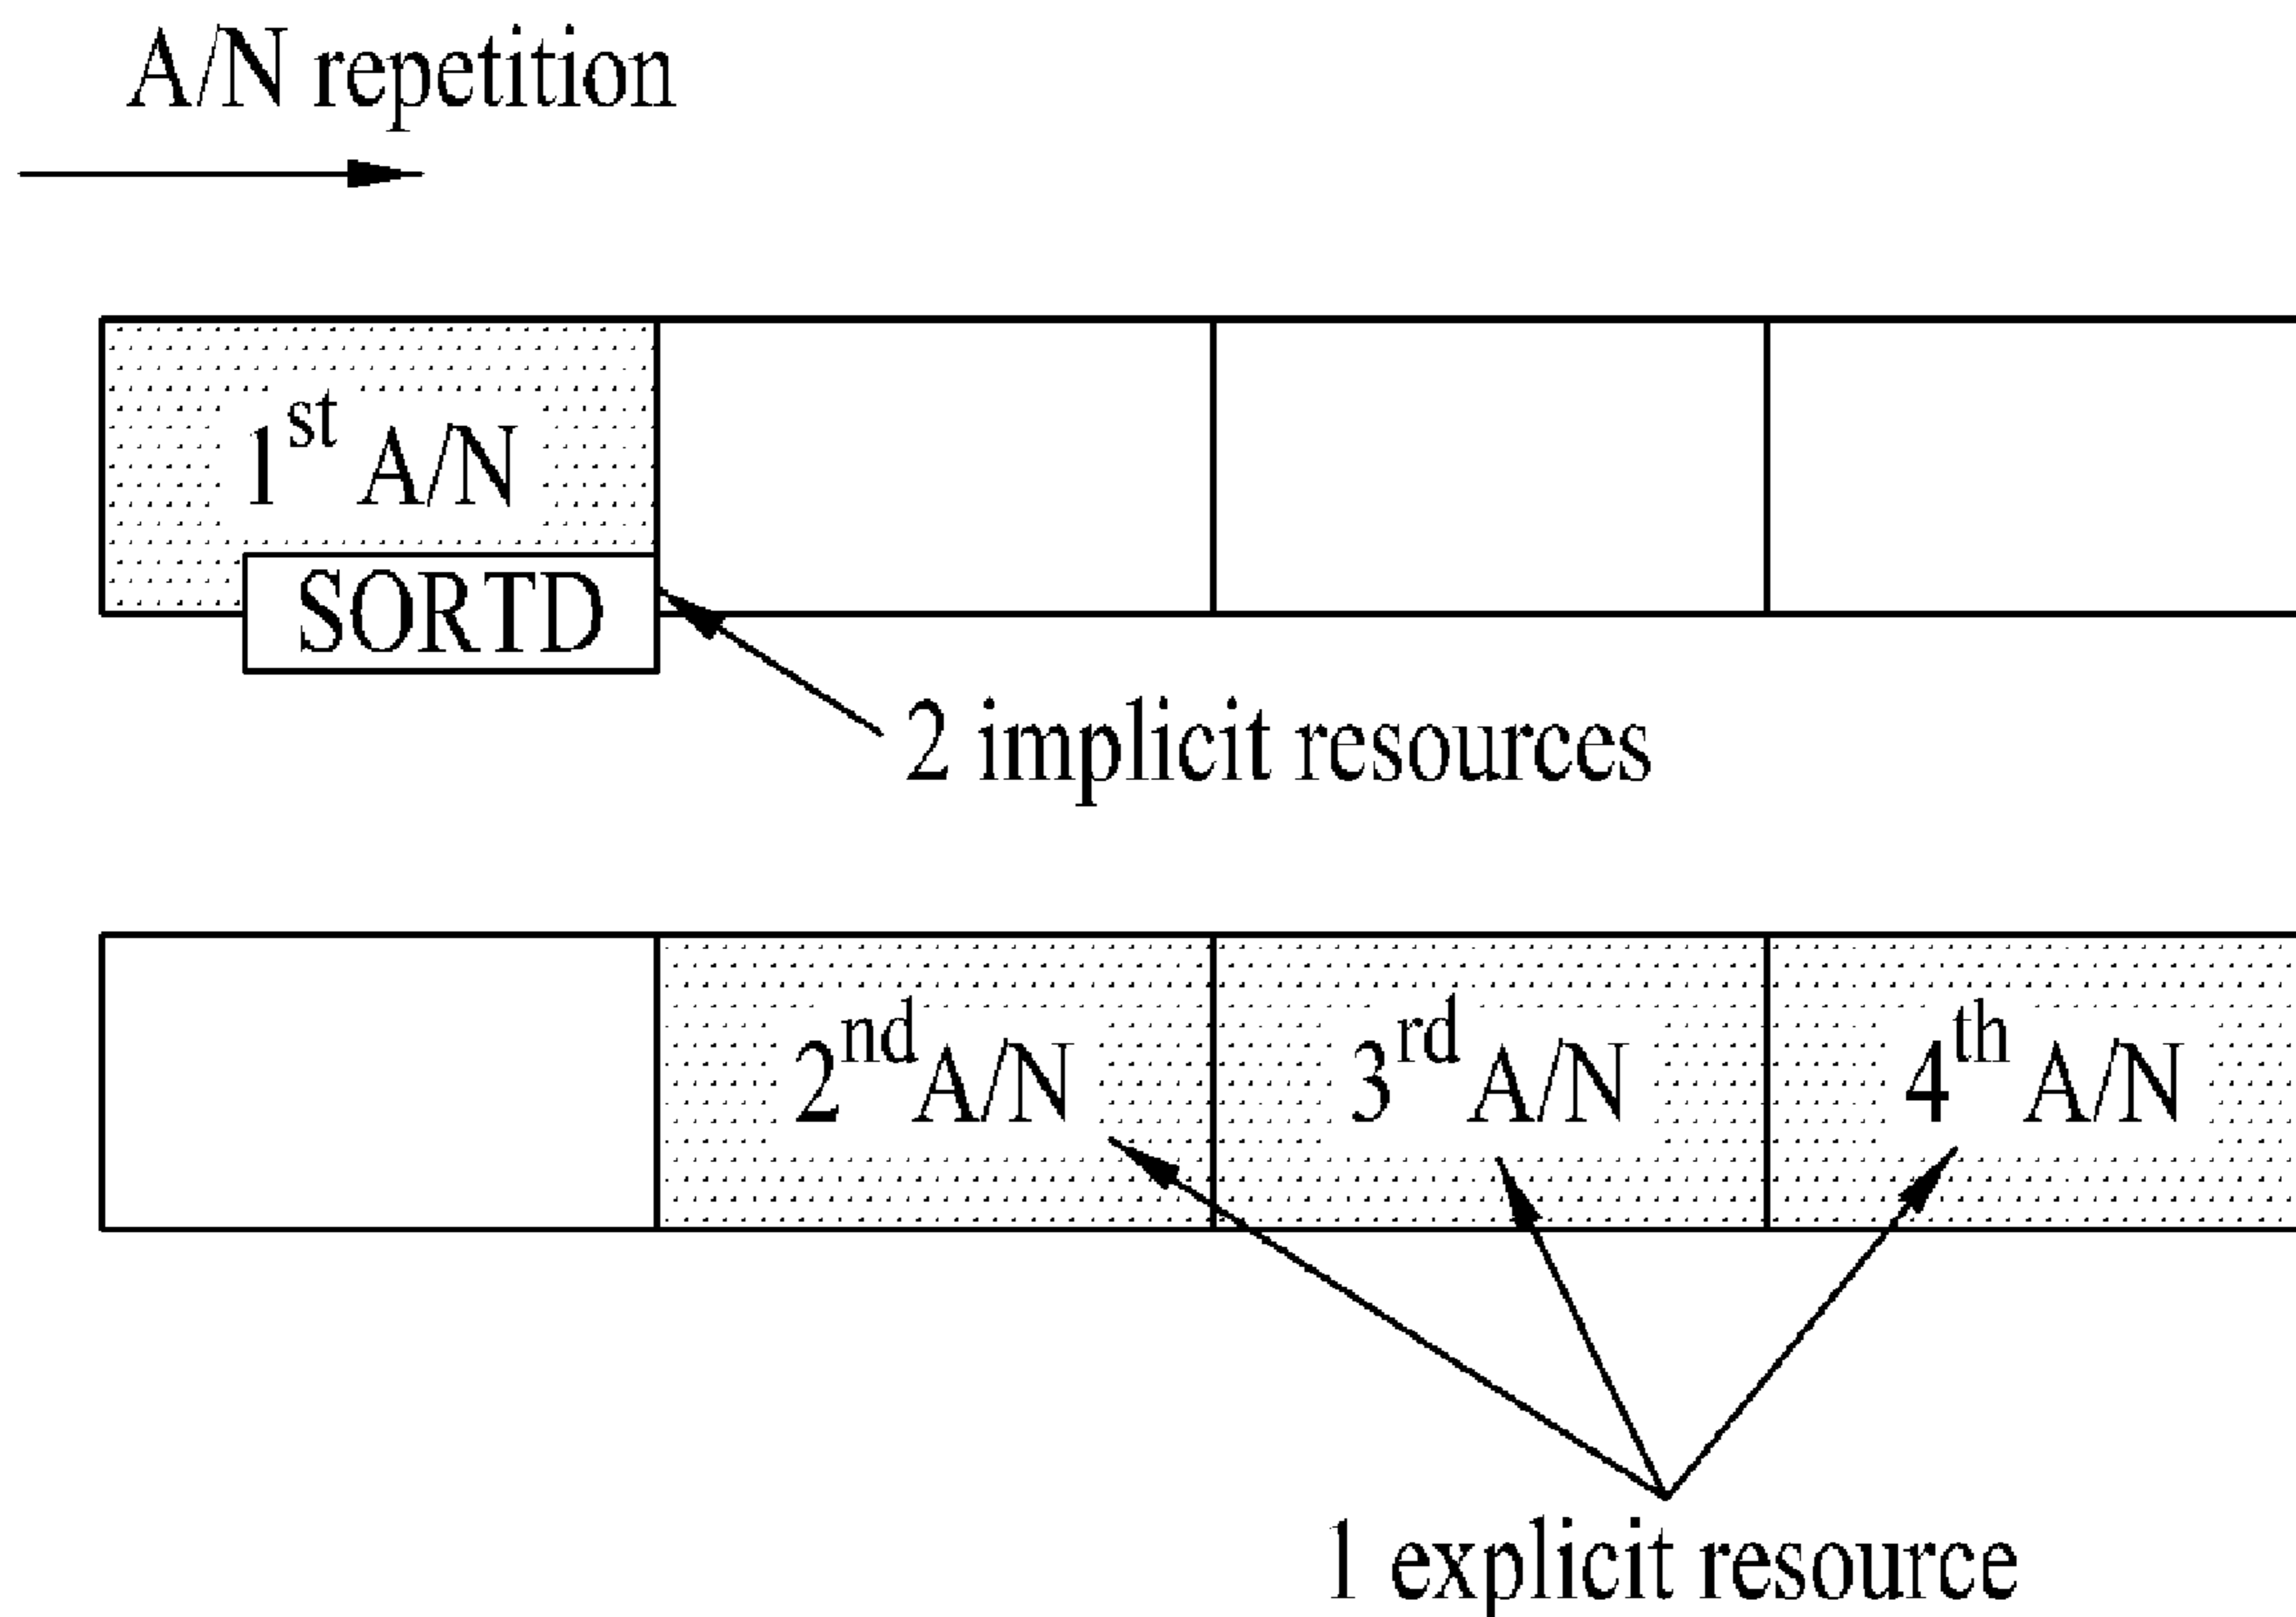 A/N repetition
1st A/N
SORTD
2 implicit resources
2nd A/N
3rd A/N
4th A/N
1 explicit resource